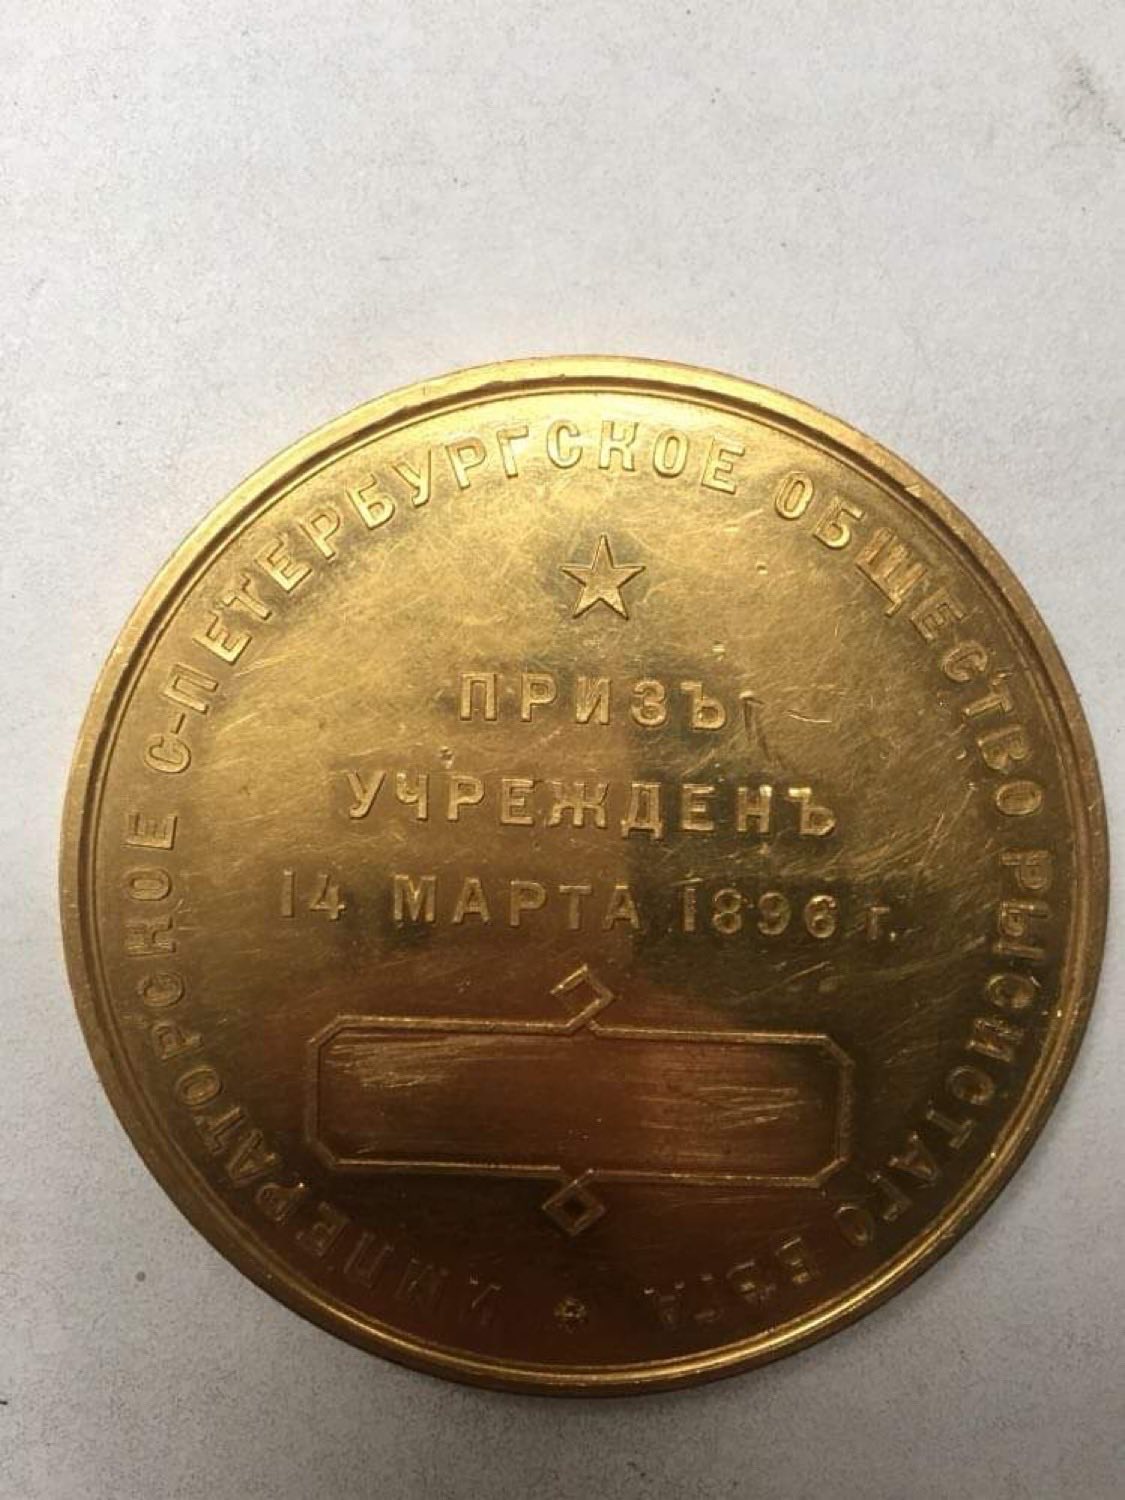 ИМПЕРАТОРСКОЕ С-ПЕТЕРБУРГСКОЕ ОБЩЕСТВО РЫСИСТАГО БѢГА
ПРИЗЪ
УЧРЕЖДЕНЪ
14 МАРТА 1896 г.